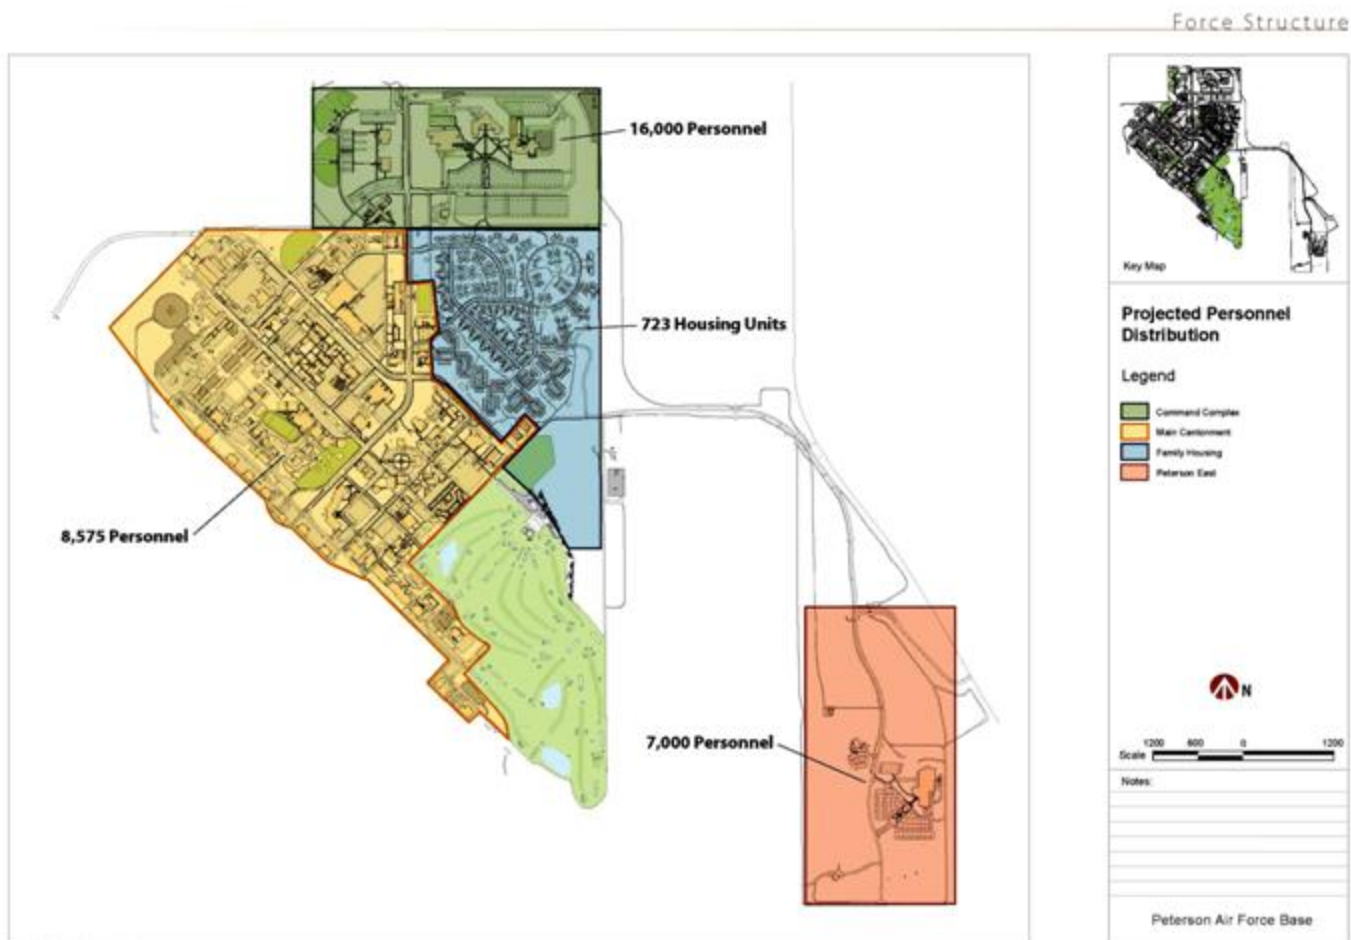 Force Structure
16,000 Personnel
723 Housing Units
8,575 Personnel
7,000 Personnel
Key Map
Projected Personnel
Distribution
Legend
Command Complex
Main Cantonment
Family Housing
Peterson East
N
1200 600 0 1200
Scale
Notes:
Peterson Air Force Base